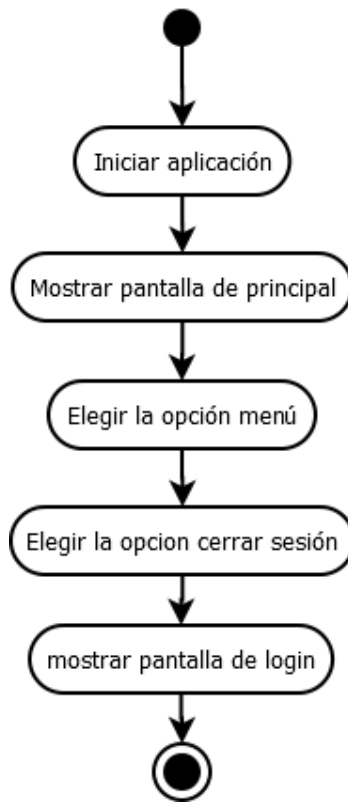 Iniciar aplicación
Mostrar pantalla de principal
Elegir la opción menú
Elegir la opcion cerrar sesión
mostrar pantalla de login